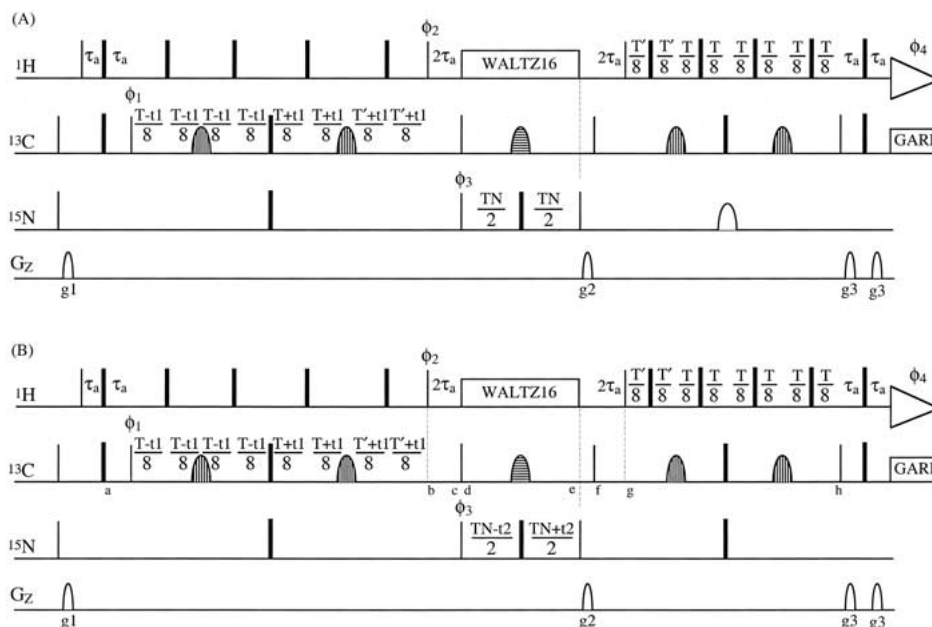 (A)
ϕ2
ϕ4
¹H
τa τa
2τa
WALTZ16
2τa
T'/8 T'/8 T/8 T/8 T/8 T/8 T/8 T/8
τa τa
ϕ1
¹³C
T-t1/8 T-t1/8 T-t1/8 T-t1/8 T+t1/8 T+t1/8 T'+t1/8 T'+t1/8
GARP
ϕ3
¹⁵N
TN/2 TN/2
Gz
g1 g2 g3 g3
(B)
ϕ2
ϕ4
¹H
τa τa
2τa
WALTZ16
2τa
T'/8 T'/8 T/8 T/8 T/8 T/8 T/8 T/8
τa τa
ϕ1
¹³C
T-t1/8 T-t1/8 T-t1/8 T-t1/8 T+t1/8 T+t1/8 T'+t1/8 T'+t1/8
GARP
a b c d e f g h
ϕ3
¹⁵N
TN-t2/2 TN+t2/2
Gz
g1 g2 g3 g3